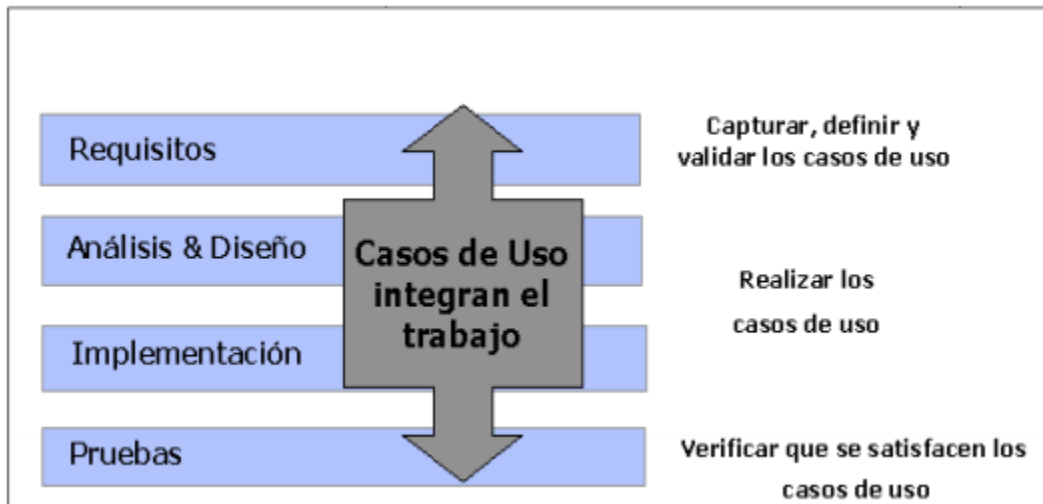 Requisitos
Capturar, definir y
validar los casos de uso
Análisis & Diseño
Casos de Uso
integran el
trabajo
Realizar los
casos de uso
Implementación
Pruebas
Verificar que se satisfacen los
casos de uso